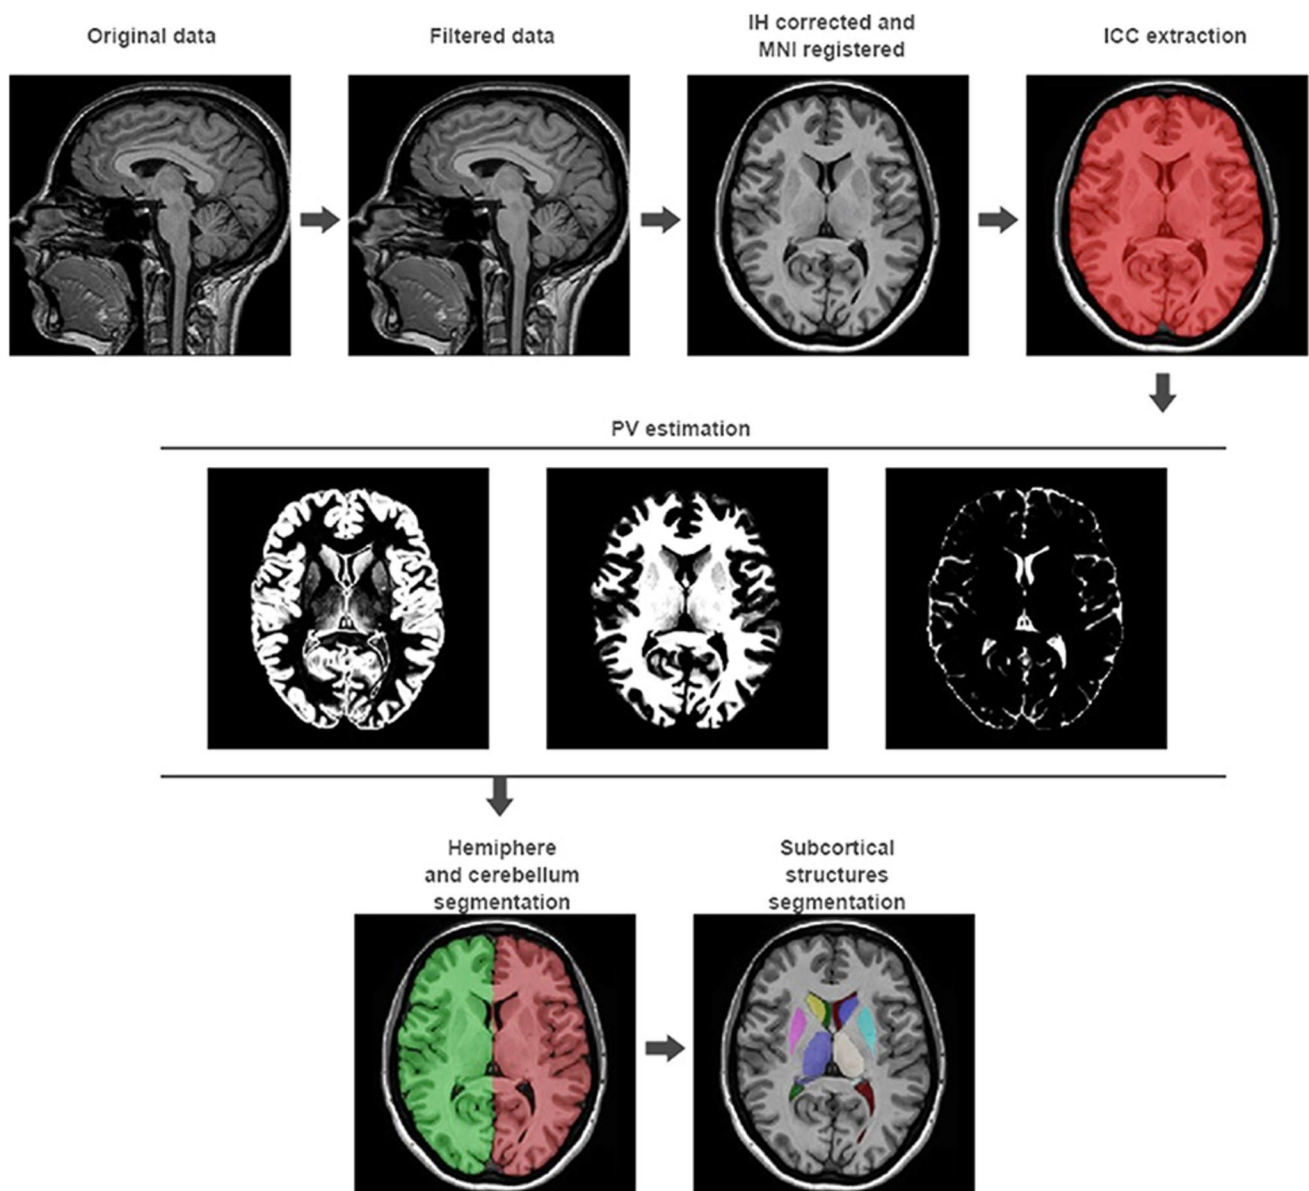 Original data
Filtered data
IH corrected and
MNI registered
ICC extraction
PV estimation
Hemiphere
and cerebellum
segmentation
Subcortical
structures
segmentation